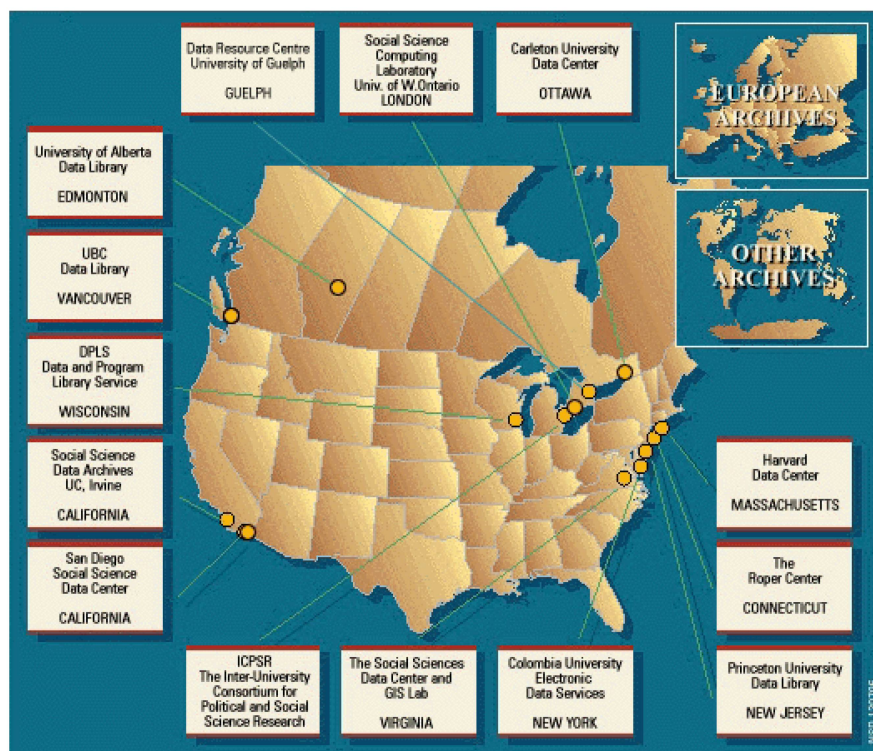 Data Resource Centre
University of Guelph
GUELPH
Social Science
Computing
Laboratory
Univ. of W.Ontario
LONDON
Carleton University
Data Center
OTTAWA
EUROPEAN
ARCHIVES
University of Alberta
Data Library
EDMONTON
UBC
Data Library
VANCOUVER
OTHER
ARCHIVES
DPLS
Data and Program
Library Service
WISCONSIN
Social Science
Data Archives
UC, Irvine
CALIFORNIA
San Diego
Social Science
Data Center
CALIFORNIA
Harvard
Data Center
MASSACHUSETTS
The
Roper Center
CONNECTICUT
ICPSR
The Inter-University
Consortium for
Political and Social
Science Research
The Social Sciences
Data Center and
GIS Lab
VIRGINIA
Colombia University
Electronic
Data Services
NEW YORK
Princeton University
Data Library
NEW JERSEY